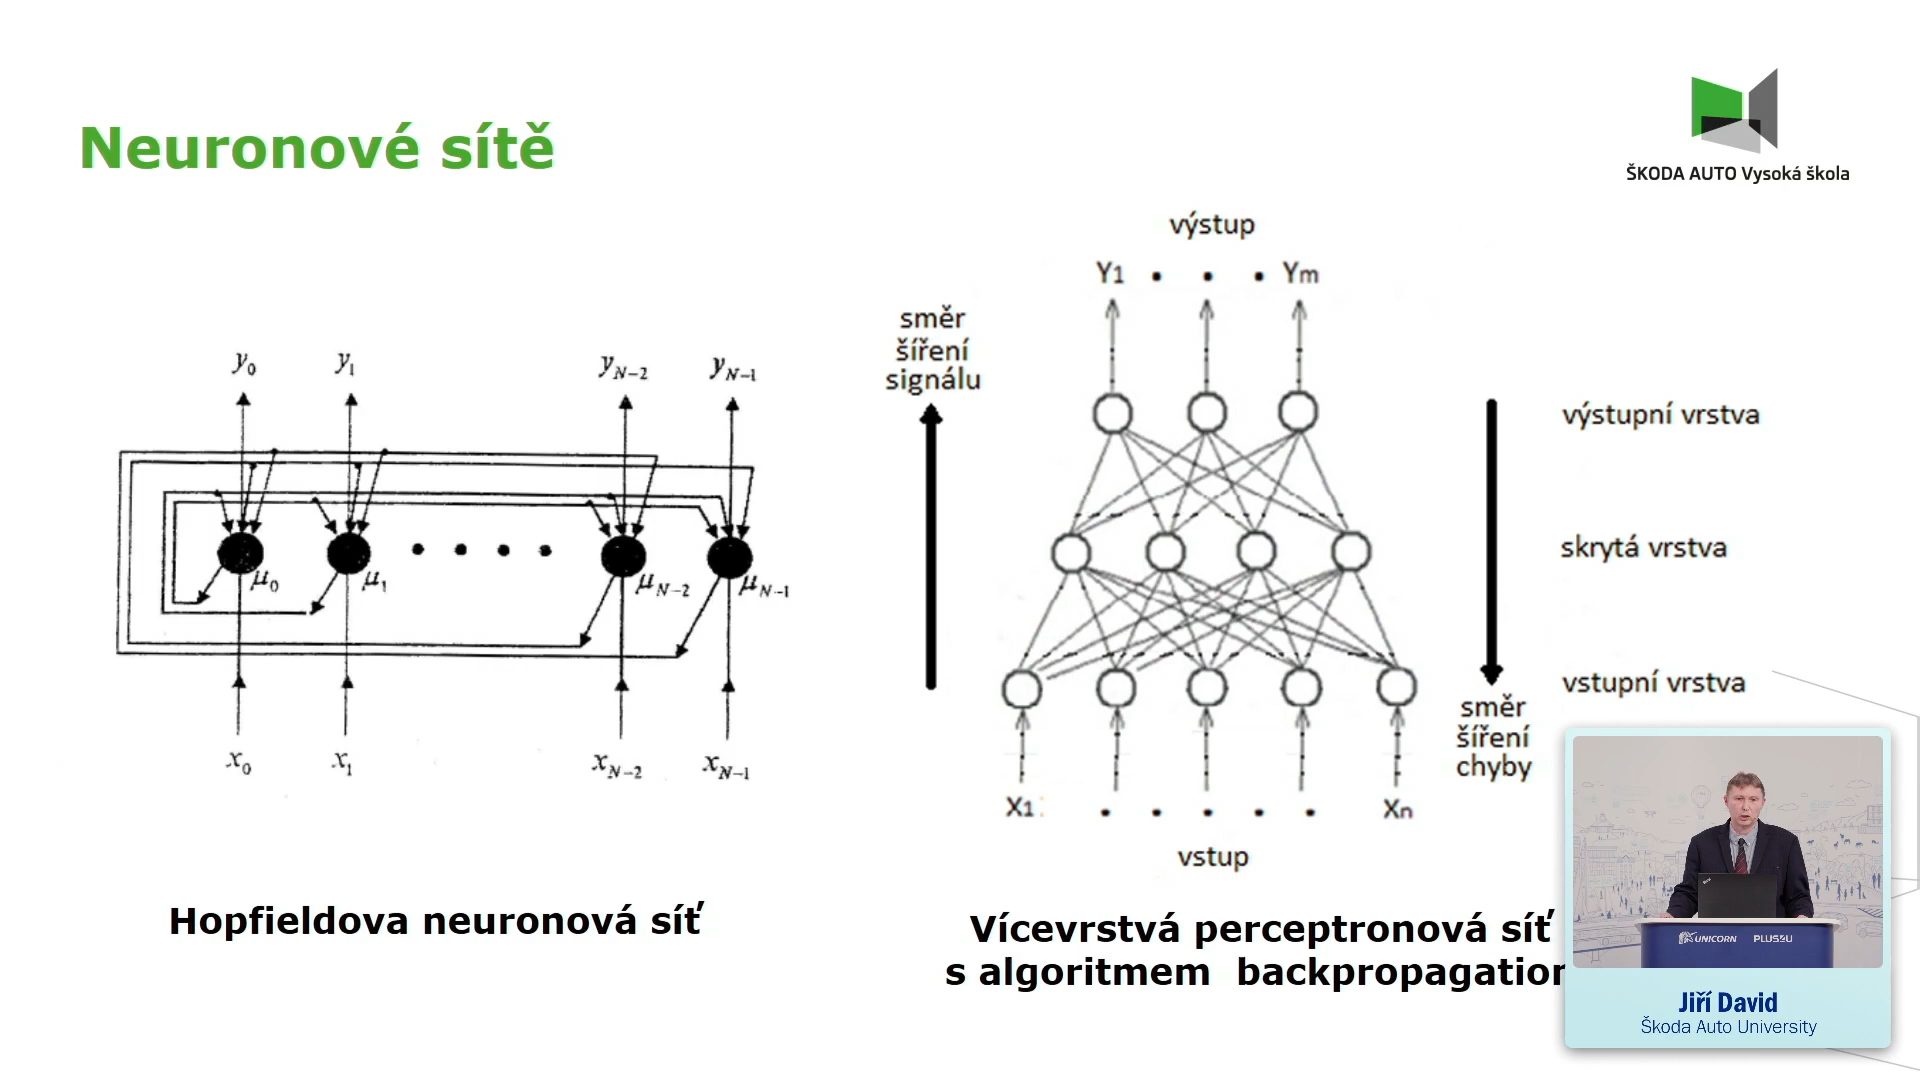 Neuronové sítě
ŠKODA AUTO Vysoká škola
y0 y1 yN-2 yN-1
μ0 μ1 μN-2 μN-1
x0 x1 xN-2 xN-1
Hopfieldova neuronová síť
výstup
Y1 . . . Ym
směr
šíření
signálu
výstupní vrstva
skrytá vrstva
vstupní vrstva
směr
šíření
chyby
X1 . . . . . Xn
vstup
Vícevrstvá perceptronová síť
s algoritmem backpropagation
UNICORN PLUS4U
Jiří David
Škoda Auto University